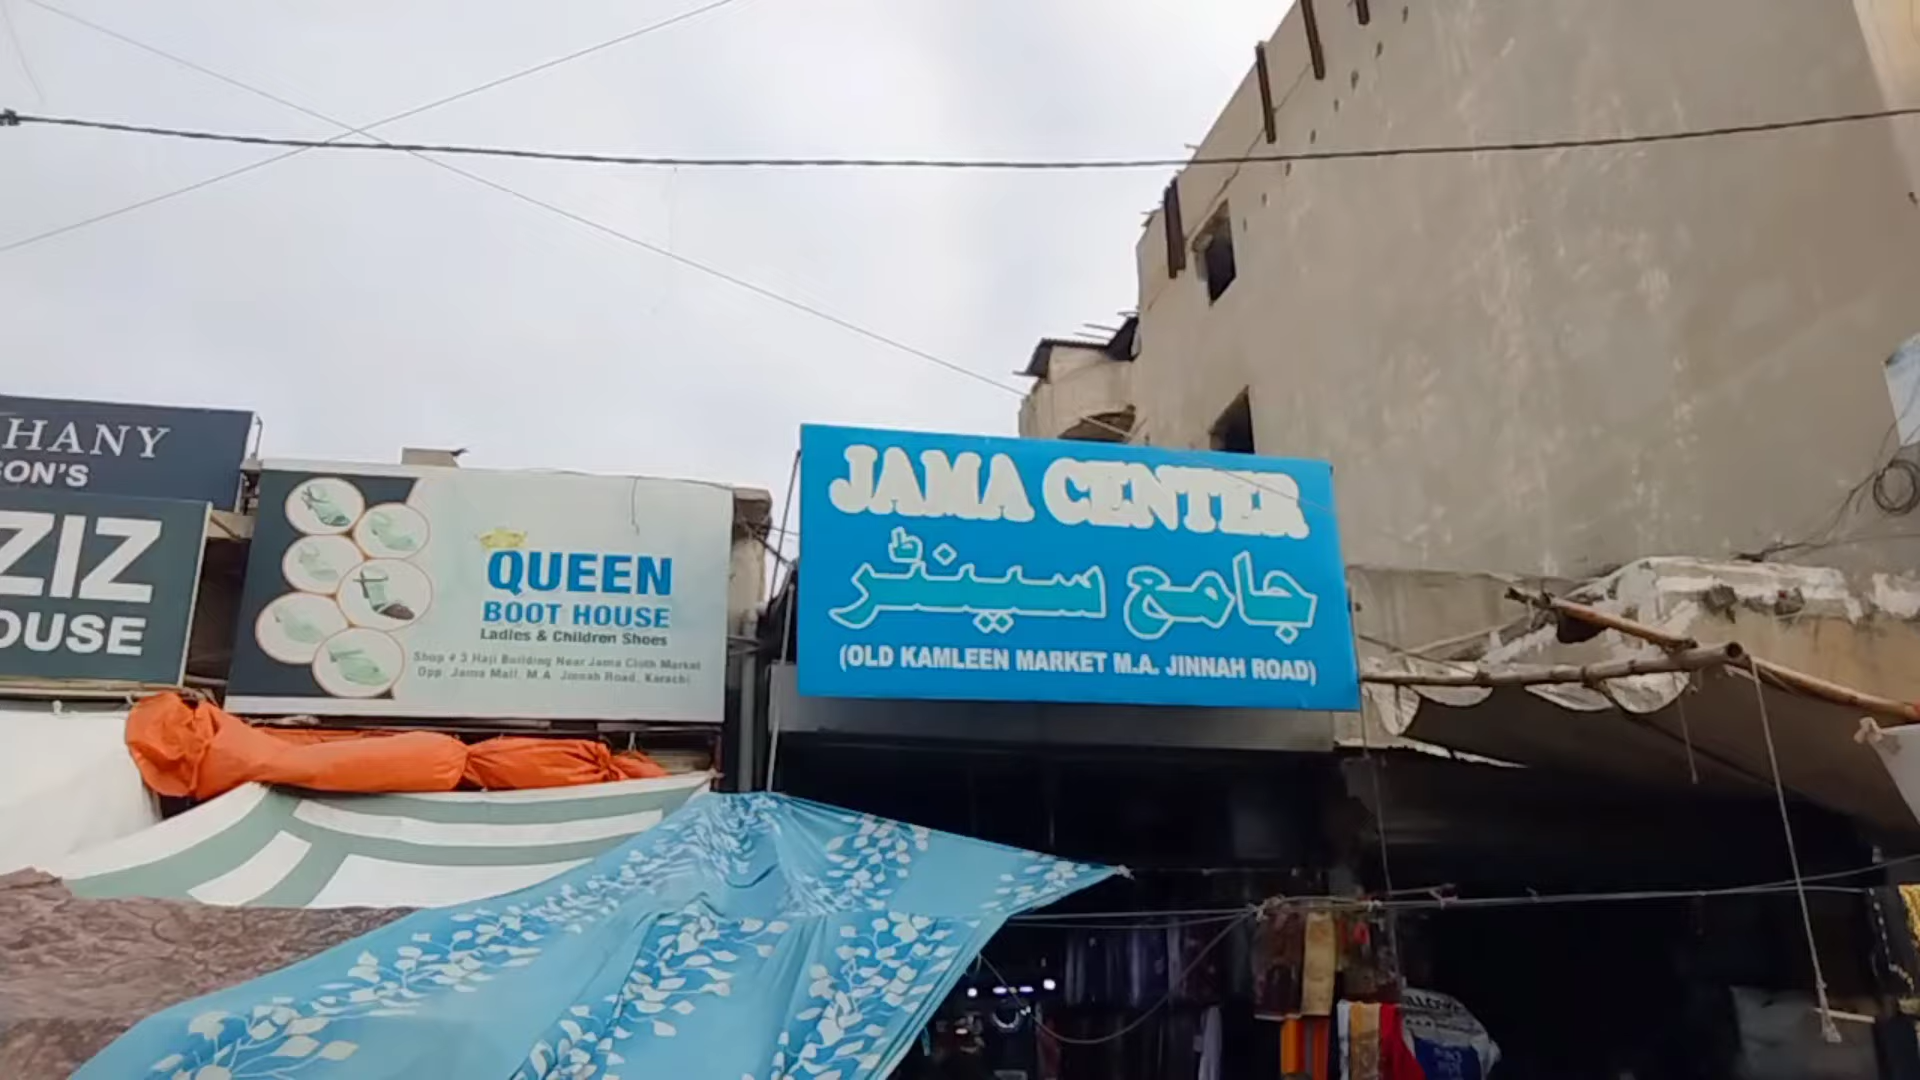 HANY
SON'S
ZIZ
OUSE
QUEEN
BOOT HOUSE
Ladies & Children Shoes
Shop # 3 Haji Building Near Jama Cloth Market
Opp. Jama Mall, M.A. Jinnah Road, Karachi
JAMA CENTER
جامع سینٹر
(OLD KAMLEEN MARKET M.A. JINNAH ROAD)